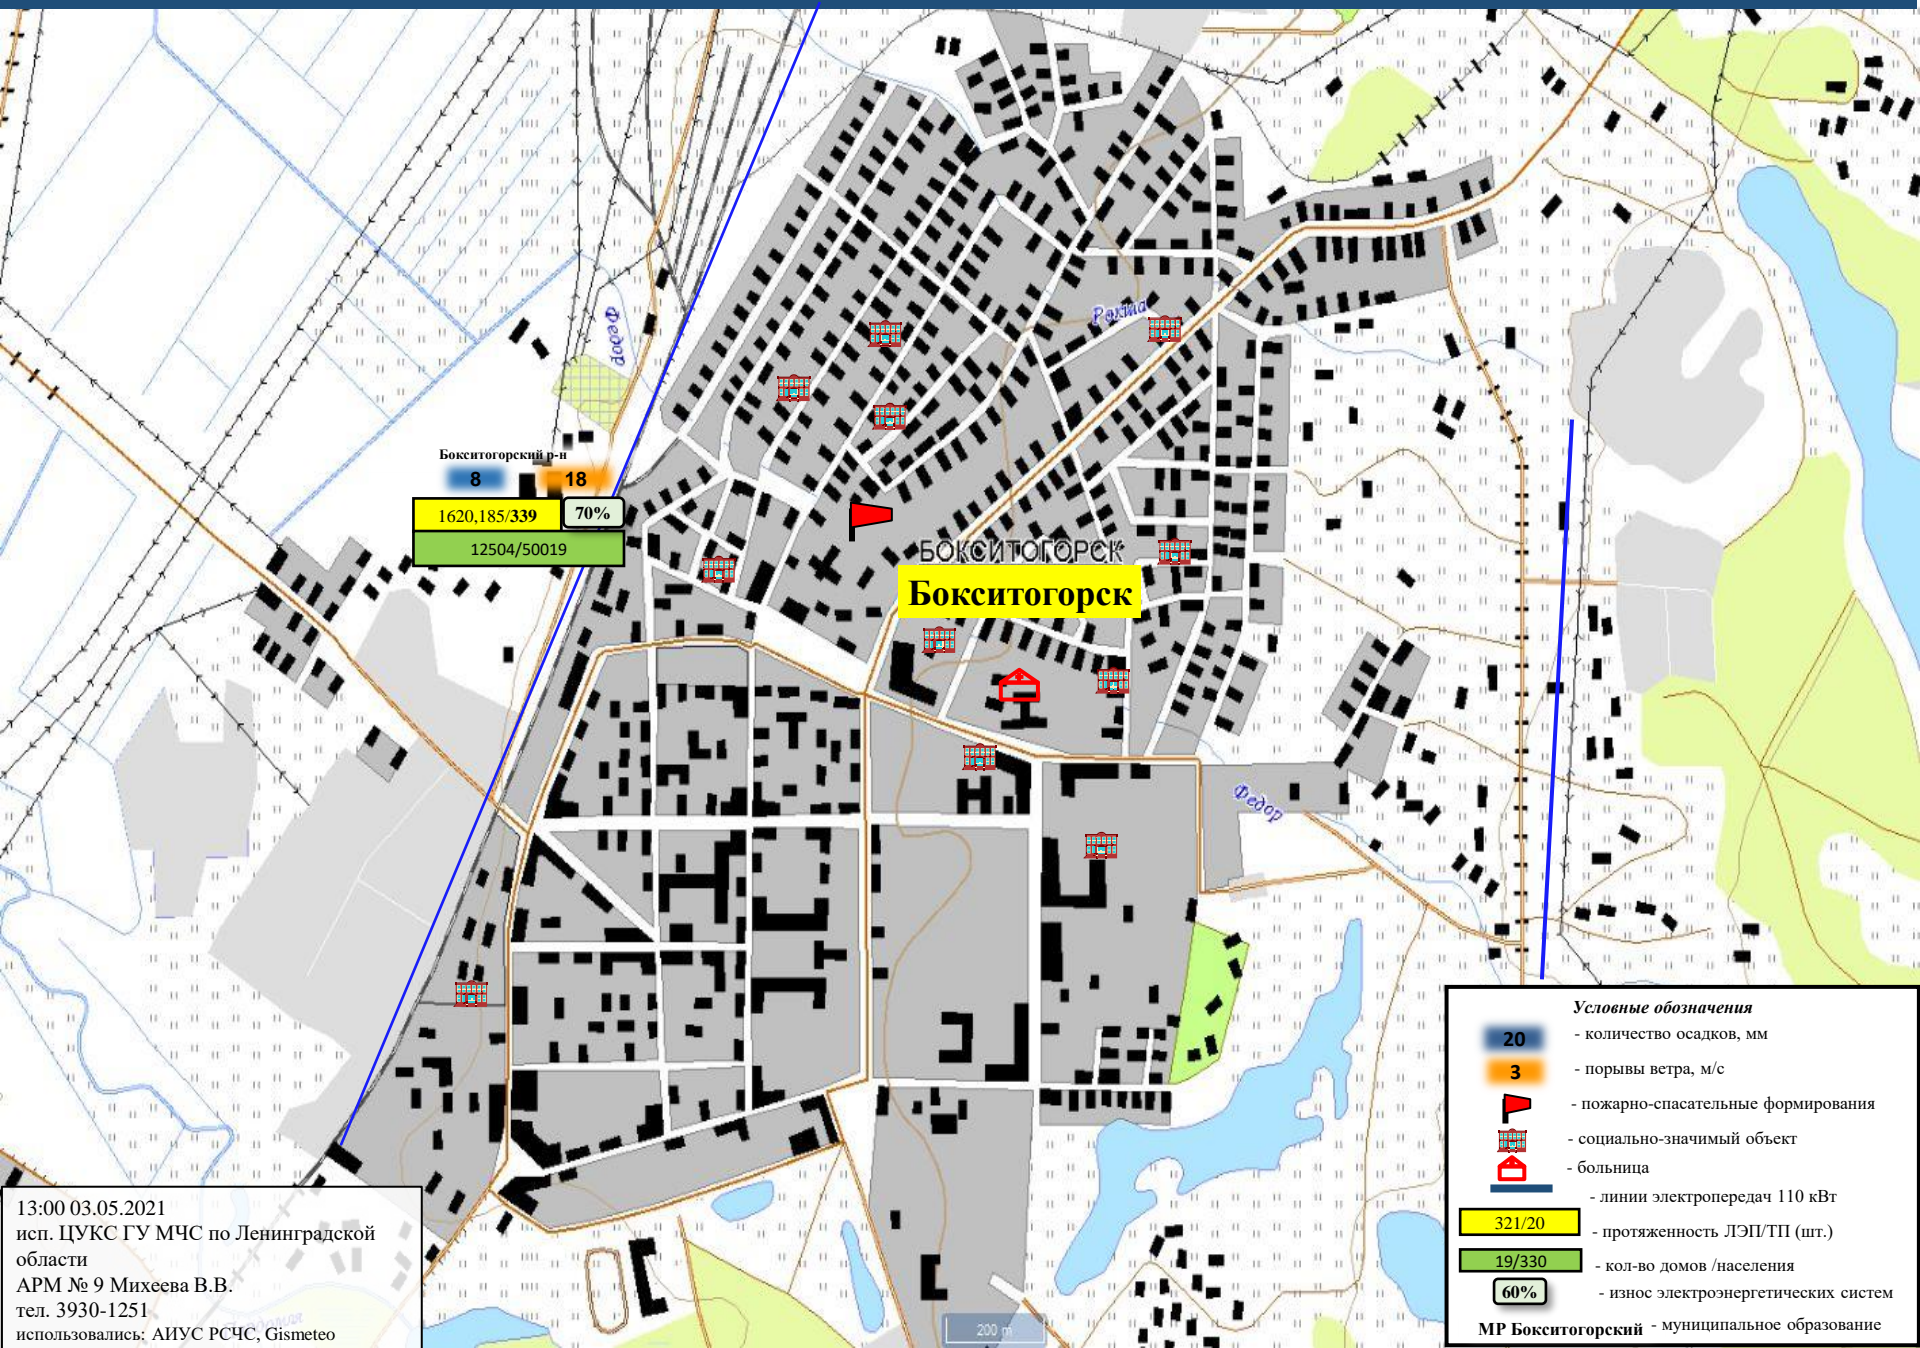 Рохта
Федор
Бокситогорский р-н
8 18
1620,185/339 70%
12504/50019
БОКСИТОГОРСК
Бокситогорск
Федор
Условные обозначения
20 - количество осадков, мм
3 - порывы ветра, м/с
- пожарно-спасательные формирования
- социально-значимый объект
- больница
- линии электропередач 110 кВт
321/20 - протяженность ЛЭП/ТП (шт.)
19/330 - кол-во домов /населения
60% - износ электроэнергетических систем
МР Бокситогорский - муниципальное образование
13:00 03.05.2021
исп. ЦУКС ГУ МЧС по Ленинградской
области
АРМ № 9 Михеева В.В.
тел. 3930-1251
использовались: АИУС РСЧС, Gismeteo
200 m